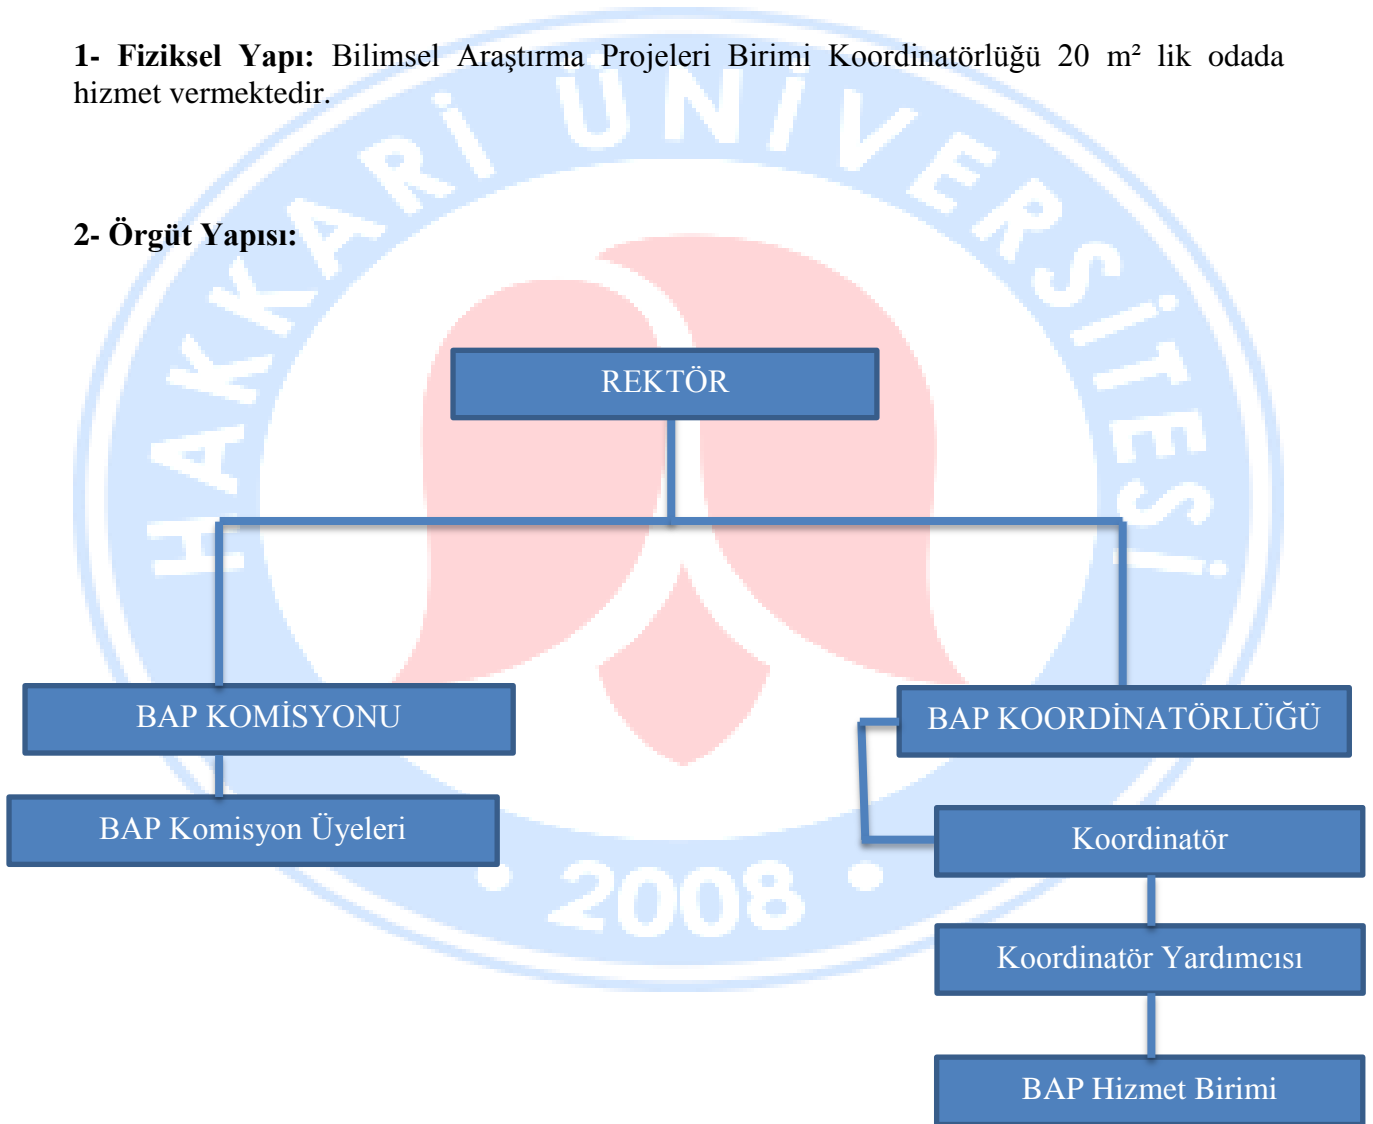 1- Fiziksel Yapı: Bilimsel Araştırma Projeleri Birimi Koordinatörlüğü 20 m² lik odada
hizmet vermektedir.
HAKKARİ ÜNİVERSİTESİ
2- Örgüt Yapısı:
REKTÖR
BAP KOMİSYONU
BAP KOORDİNATÖRLÜĞÜ
BAP Komisyon Üyeleri
Koordinatör
• 2008 •
Koordinatör Yardımcısı
BAP Hizmet Birimi